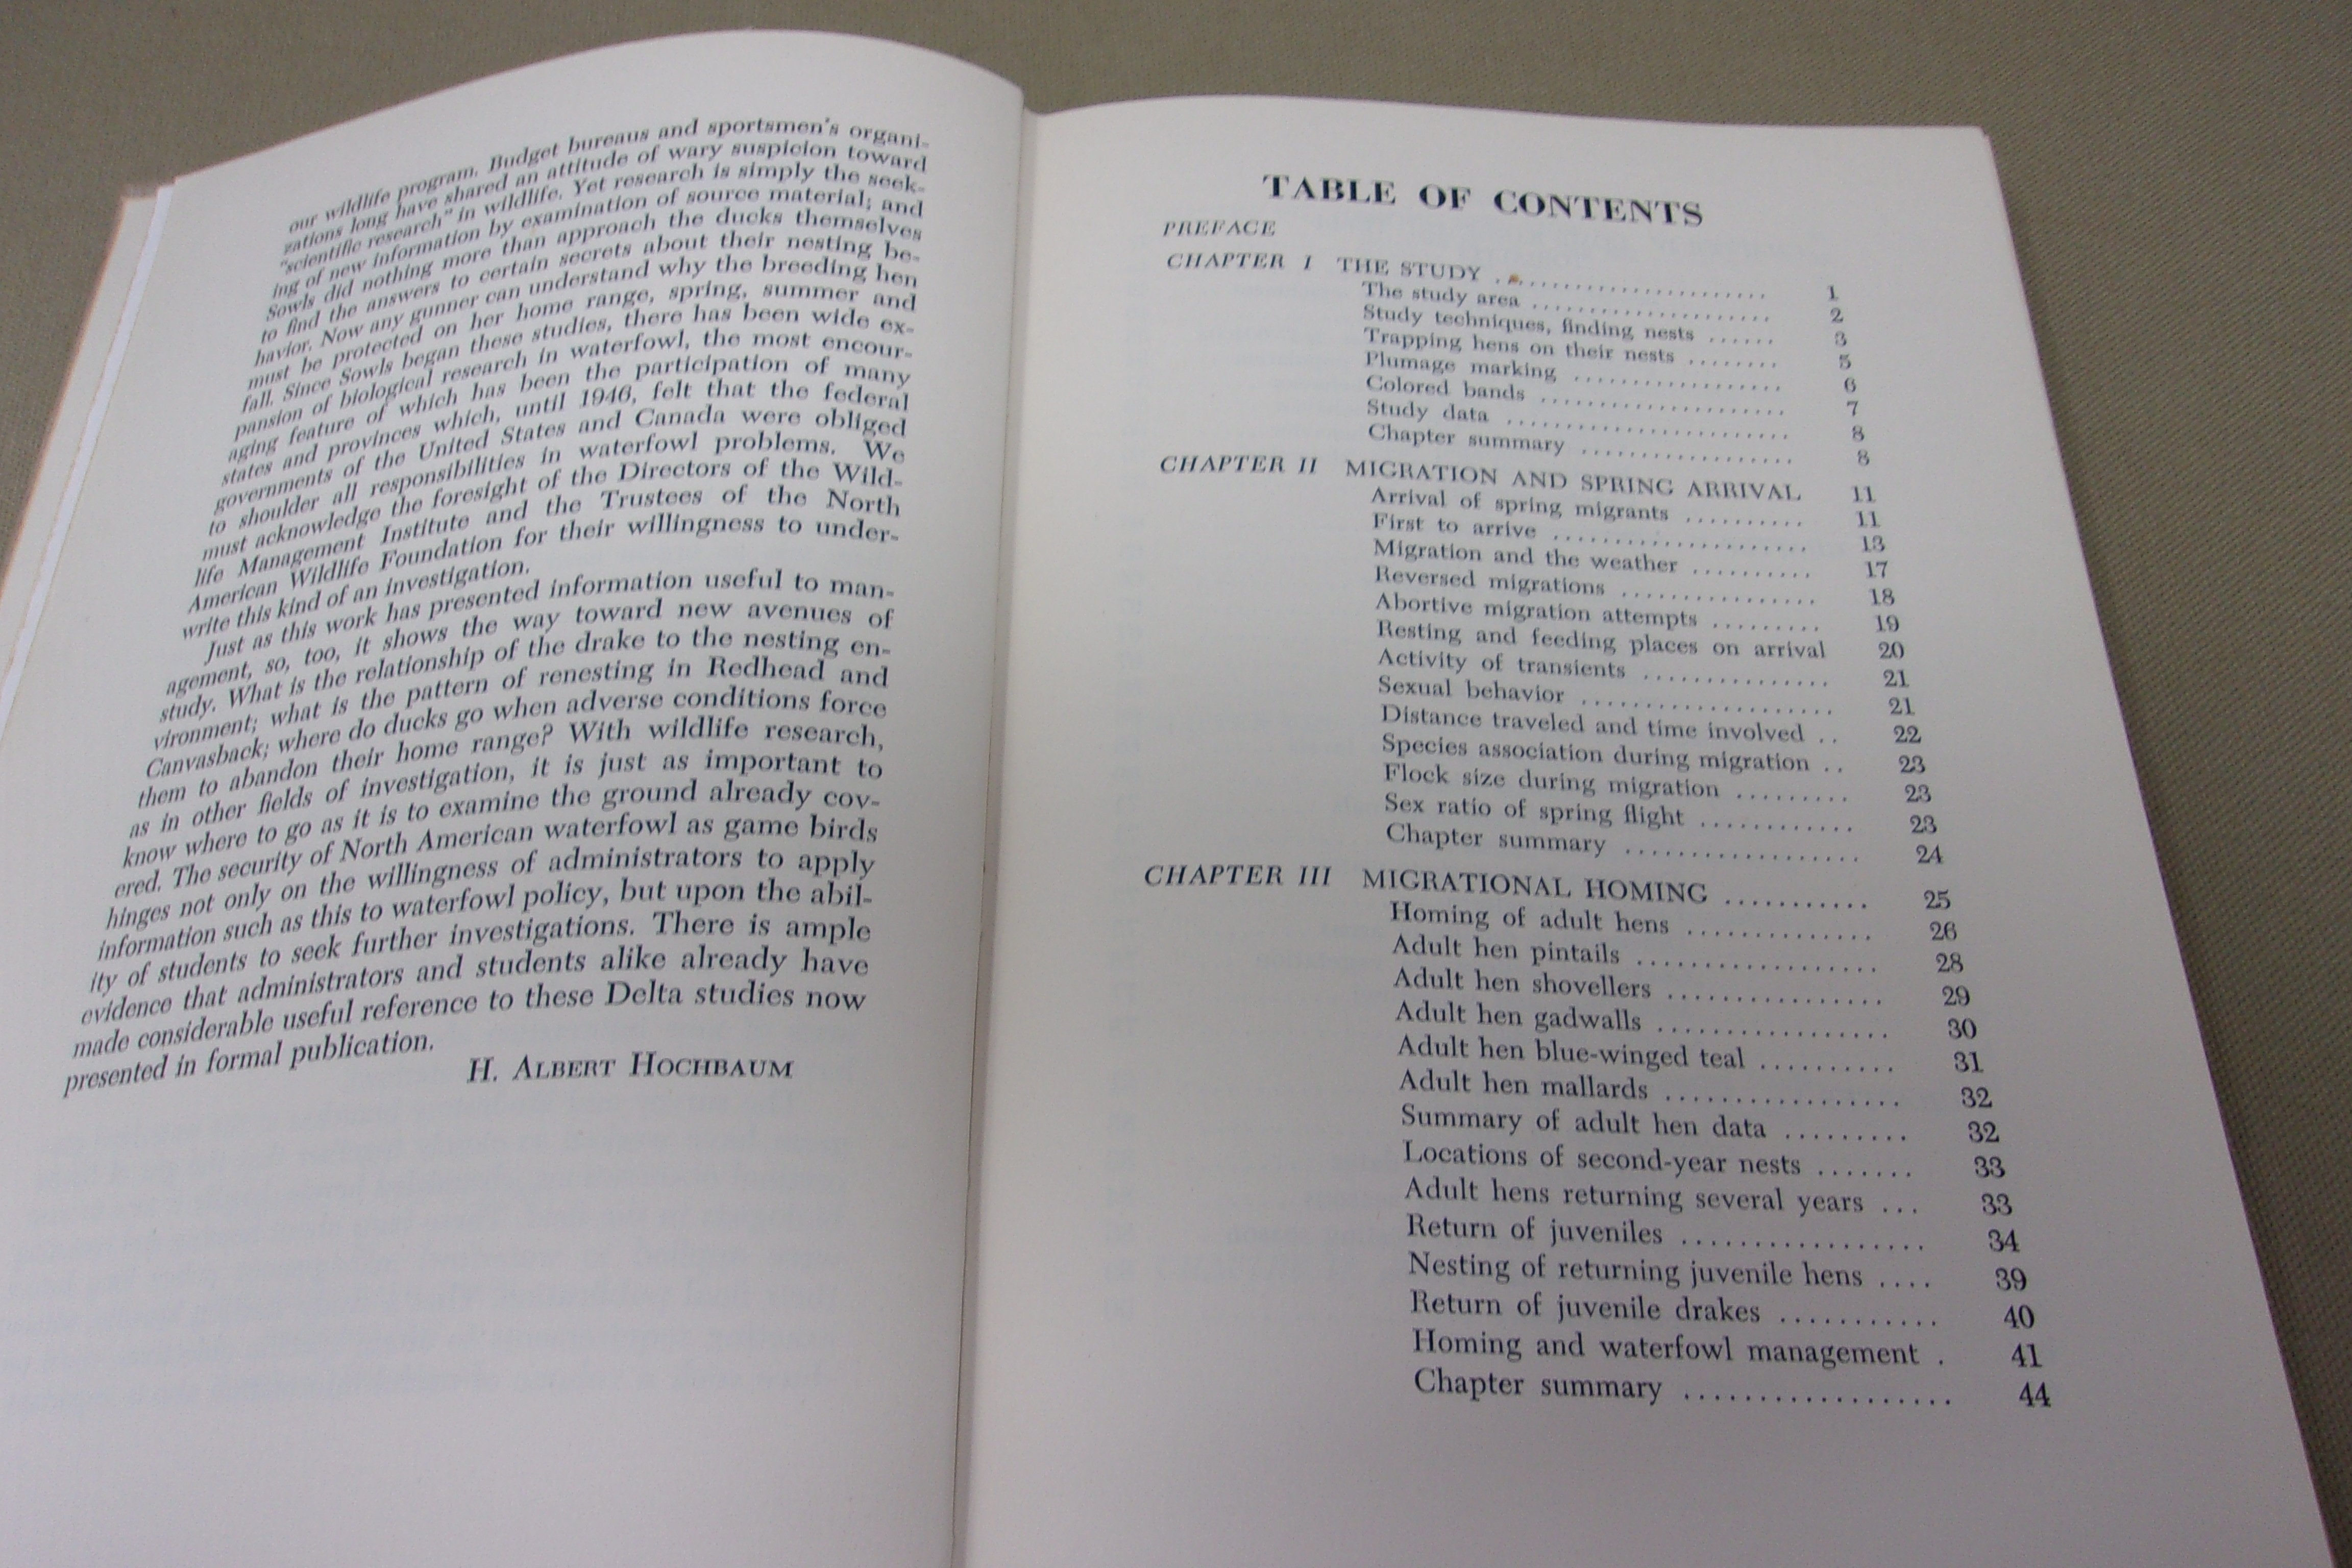 our wildlife program. Budget bureaus and sportsmen's organi-
zations long have shared an attitude of wary suspicion toward
"scientific research" in wildlife. Yet research is simply the seek-
ing of new information by examination of source material; and
Sowls did nothing more than approach the ducks themselves
to find the answers to certain secrets about their nesting be-
havior. Now any gunner can understand why the breeding hen
must be protected on her home range, spring, summer and
fall. Since Sowls began these studies, there has been wide ex-
pansion of biological research in waterfowl, the most encour-
aging feature of which has been the participation of many
states and provinces which, until 1946, felt that the federal
governments of the United States and Canada were obliged
to shoulder all responsibilities in waterfowl problems. We
must acknowledge the foresight of the Directors of the Wild-
life Management Institute and the Trustees of the North
American Wildlife Foundation for their willingness to under-
write this kind of an investigation.
Just as this work has presented information useful to man-
agement, so, too, it shows the way toward new avenues of
study. What is the relationship of the drake to the nesting en-
vironment; what is the pattern of renesting in Redhead and
Canvasback; where do ducks go when adverse conditions force
them to abandon their home range? With wildlife research,
as in other fields of investigation, it is just as important to
know where to go as it is to examine the ground already cov-
ered. The security of North American waterfowl as game birds
hinges not only on the willingness of administrators to apply
information such as this to waterfowl policy, but upon the abil-
ity of students to seek further investigations. There is ample
evidence that administrators and students alike already have
made considerable useful reference to these Delta studies now
presented in formal publication.
H. ALBERT HOCHBAUM
TABLE OF CONTENTS
PREFACE
CHAPTER I THE STUDY ...................... 1
The study area ..................... 2
Study techniques, finding nests ...... 3
Trapping hens on their nests ........ 5
Plumage marking .................. 6
Colored bands ..................... 7
Study data ........................ 8
Chapter summary .................. 8
CHAPTER II MIGRATION AND SPRING ARRIVAL 11
Arrival of spring migrants .......... 11
First to arrive ...................... 13
Migration and the weather .......... 17
Reversed migrations ................ 18
Abortive migration attempts ......... 19
Resting and feeding places on arrival 20
Activity of transients ............... 21
Sexual behavior .................... 21
Distance traveled and time involved .. 22
Species association during migration .. 23
Flock size during migration ......... 23
Sex ratio of spring flight ............ 23
Chapter summary .................. 24
CHAPTER III MIGRATIONAL HOMING ........... 25
Homing of adult hens .............. 26
Adult hen pintails .................. 28
Adult hen shovellers ................ 29
Adult hen gadwalls ................. 30
Adult hen blue-winged teal .......... 31
Adult hen mallards ................. 32
Summary of adult hen data ......... 32
Locations of second-year nests ....... 33
Adult hens returning several years ... 33
Return of juveniles ................. 34
Nesting of returning juvenile hens .... 39
Return of juvenile drakes ........... 40
Homing and waterfowl management . 41
Chapter summary .................. 44